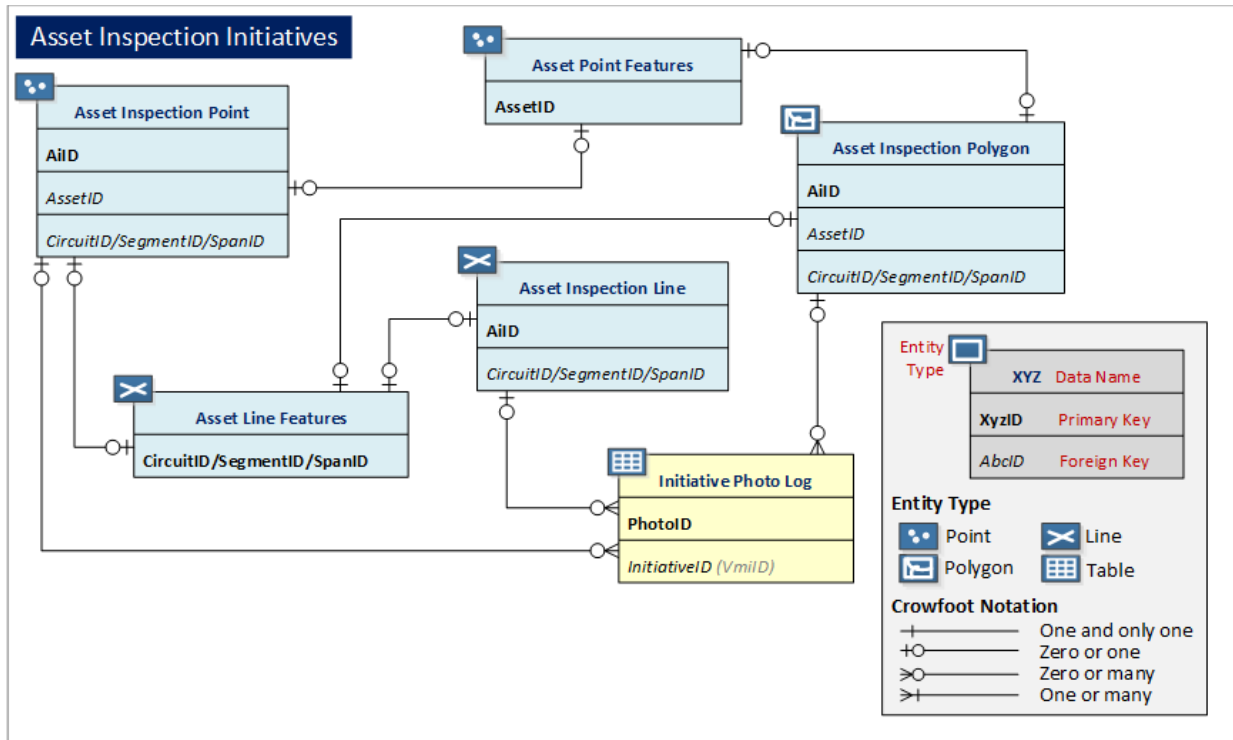 Asset Inspection Initiatives
Asset Point Features
AssetID
Asset Inspection Point
AiID
AssetID
CircuitID/SegmentID/SpanID
Asset Inspection Polygon
AiID
AssetID
CircuitID/SegmentID/SpanID
Asset Inspection Line
AiID
CircuitID/SegmentID/SpanID
Asset Line Features
CircuitID/SegmentID/SpanID
Initiative Photo Log
PhotoID
InitiativeID (VmiID)
Entity
Type
XYZ Data Name
XyzID Primary Key
AbcID Foreign Key
Entity Type
Point
Line
Polygon
Table
Crowfoot Notation
One and only one
Zero or one
Zero or many
One or many